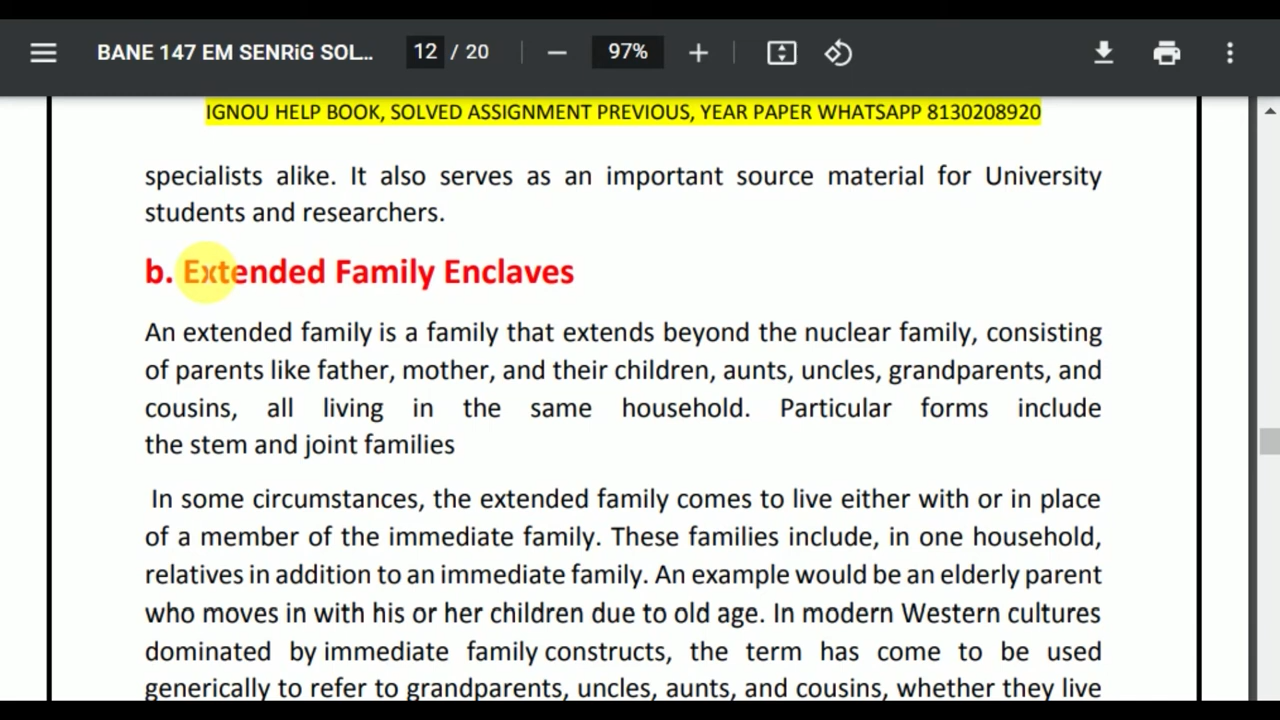 BANE 147 EM SENRiG SOL... 12 / 20 97%
IGNOU HELP BOOK, SOLVED ASSIGNMENT PREVIOUS, YEAR PAPER WHATSAPP 8130208920
specialists alike. It also serves as an important source material for University
students and researchers.
b. Extended Family Enclaves
An extended family is a family that extends beyond the nuclear family, consisting
of parents like father, mother, and their children, aunts, uncles, grandparents, and
cousins, all living in the same household. Particular forms include
the stem and joint families
In some circumstances, the extended family comes to live either with or in place
of a member of the immediate family. These families include, in one household,
relatives in addition to an immediate family. An example would be an elderly parent
who moves in with his or her children due to old age. In modern Western cultures
dominated by immediate family constructs, the term has come to be used
generically to refer to grandparents, uncles, aunts, and cousins, whether they live